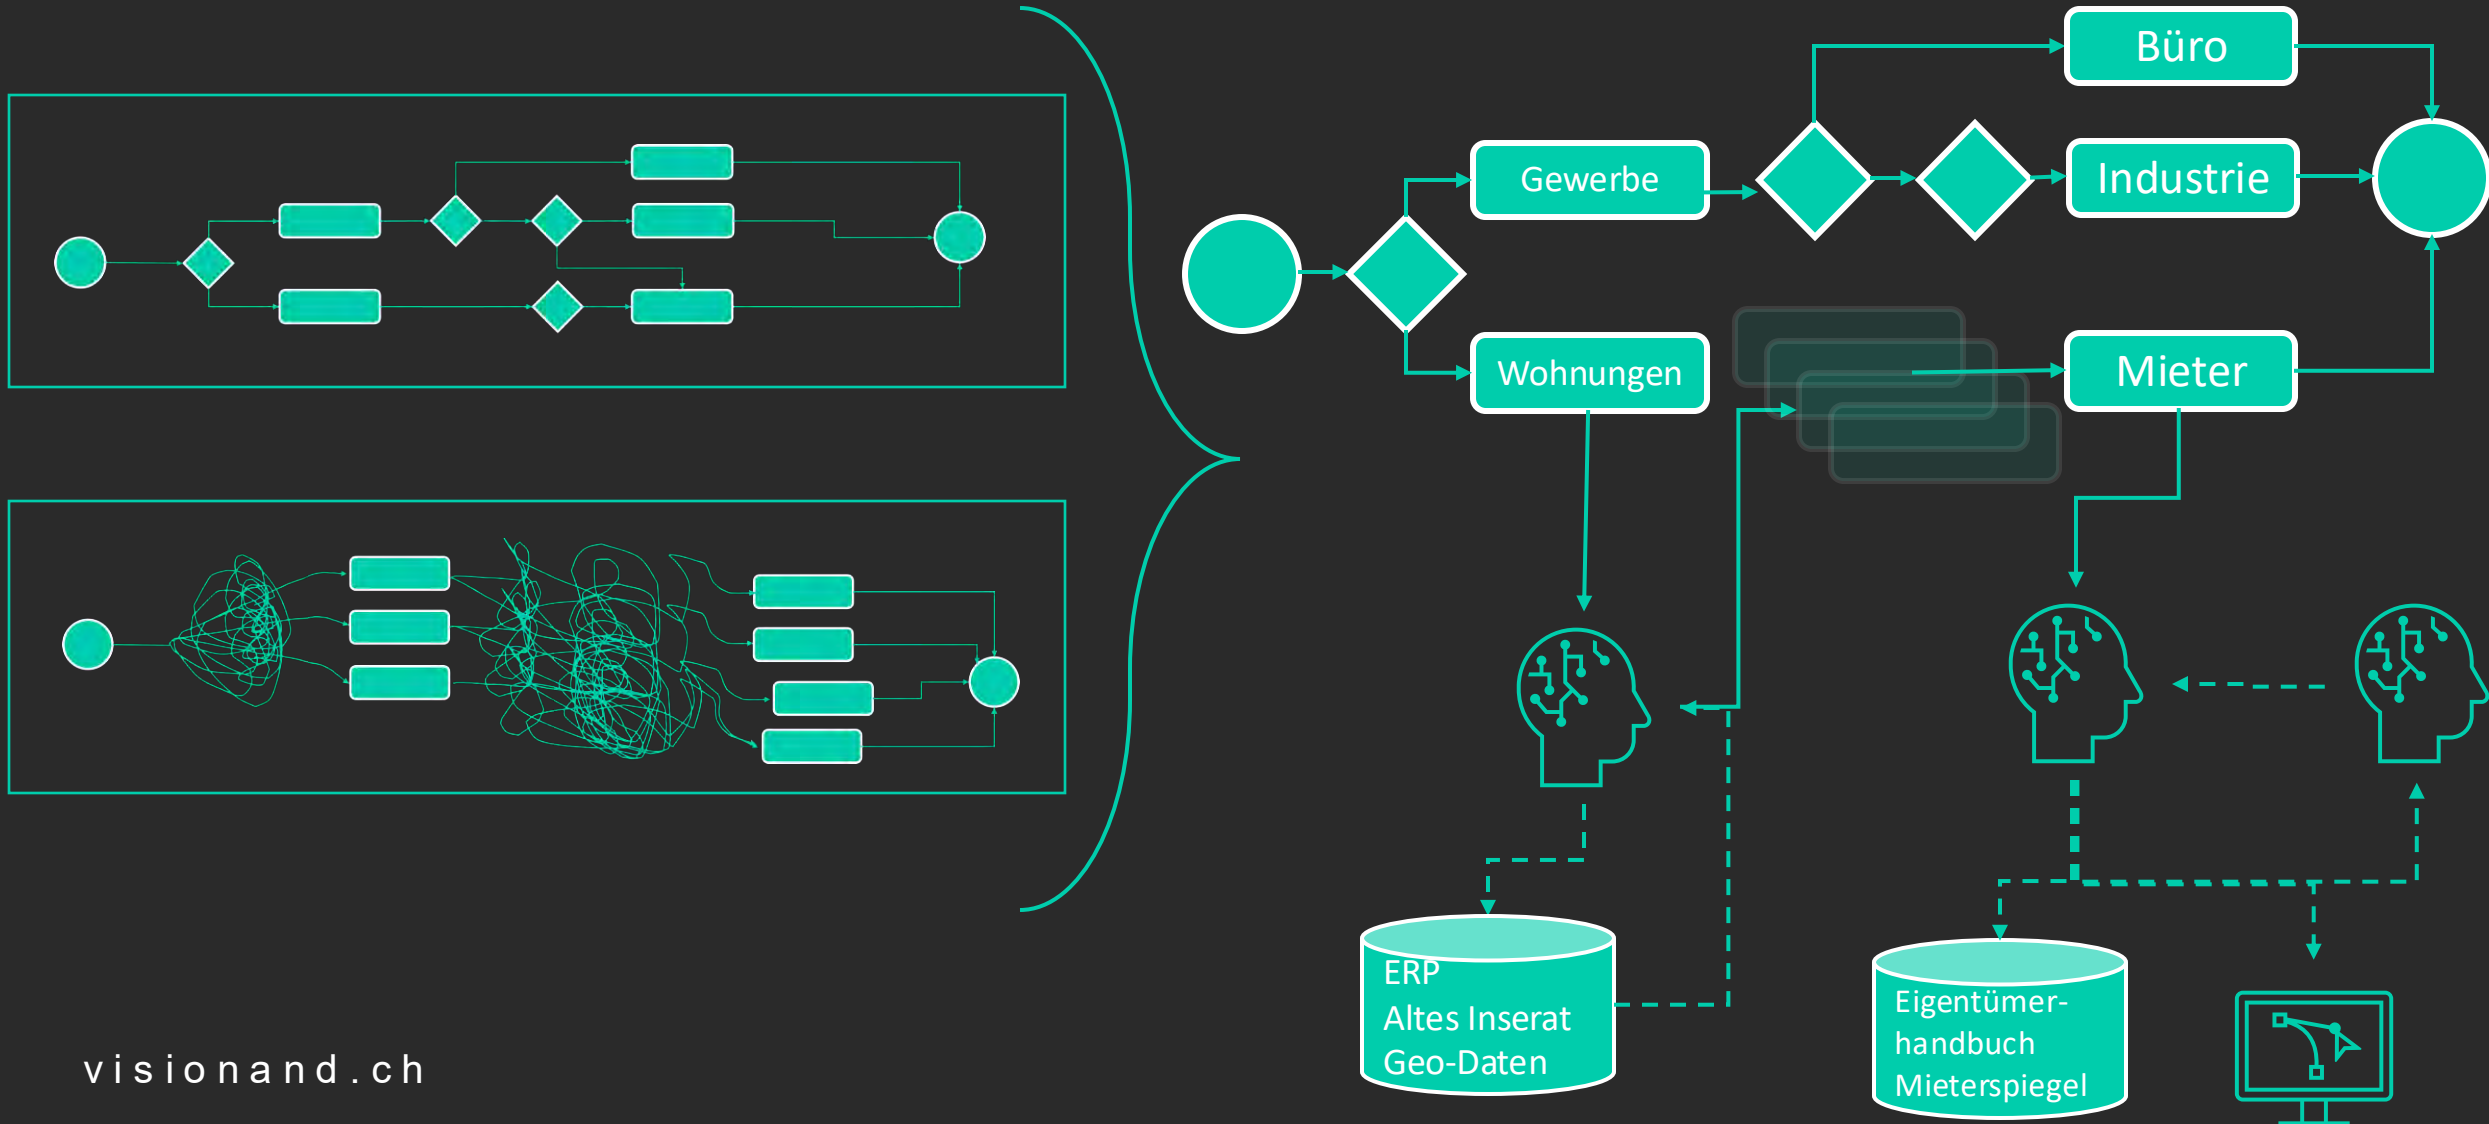 Büro
Gewerbe
Industrie
Wohnungen
Mieter
ERP
Altes Inserat
Geo-Daten
Eigentümer-
handbuch
Mieterspiegel
visionand.ch